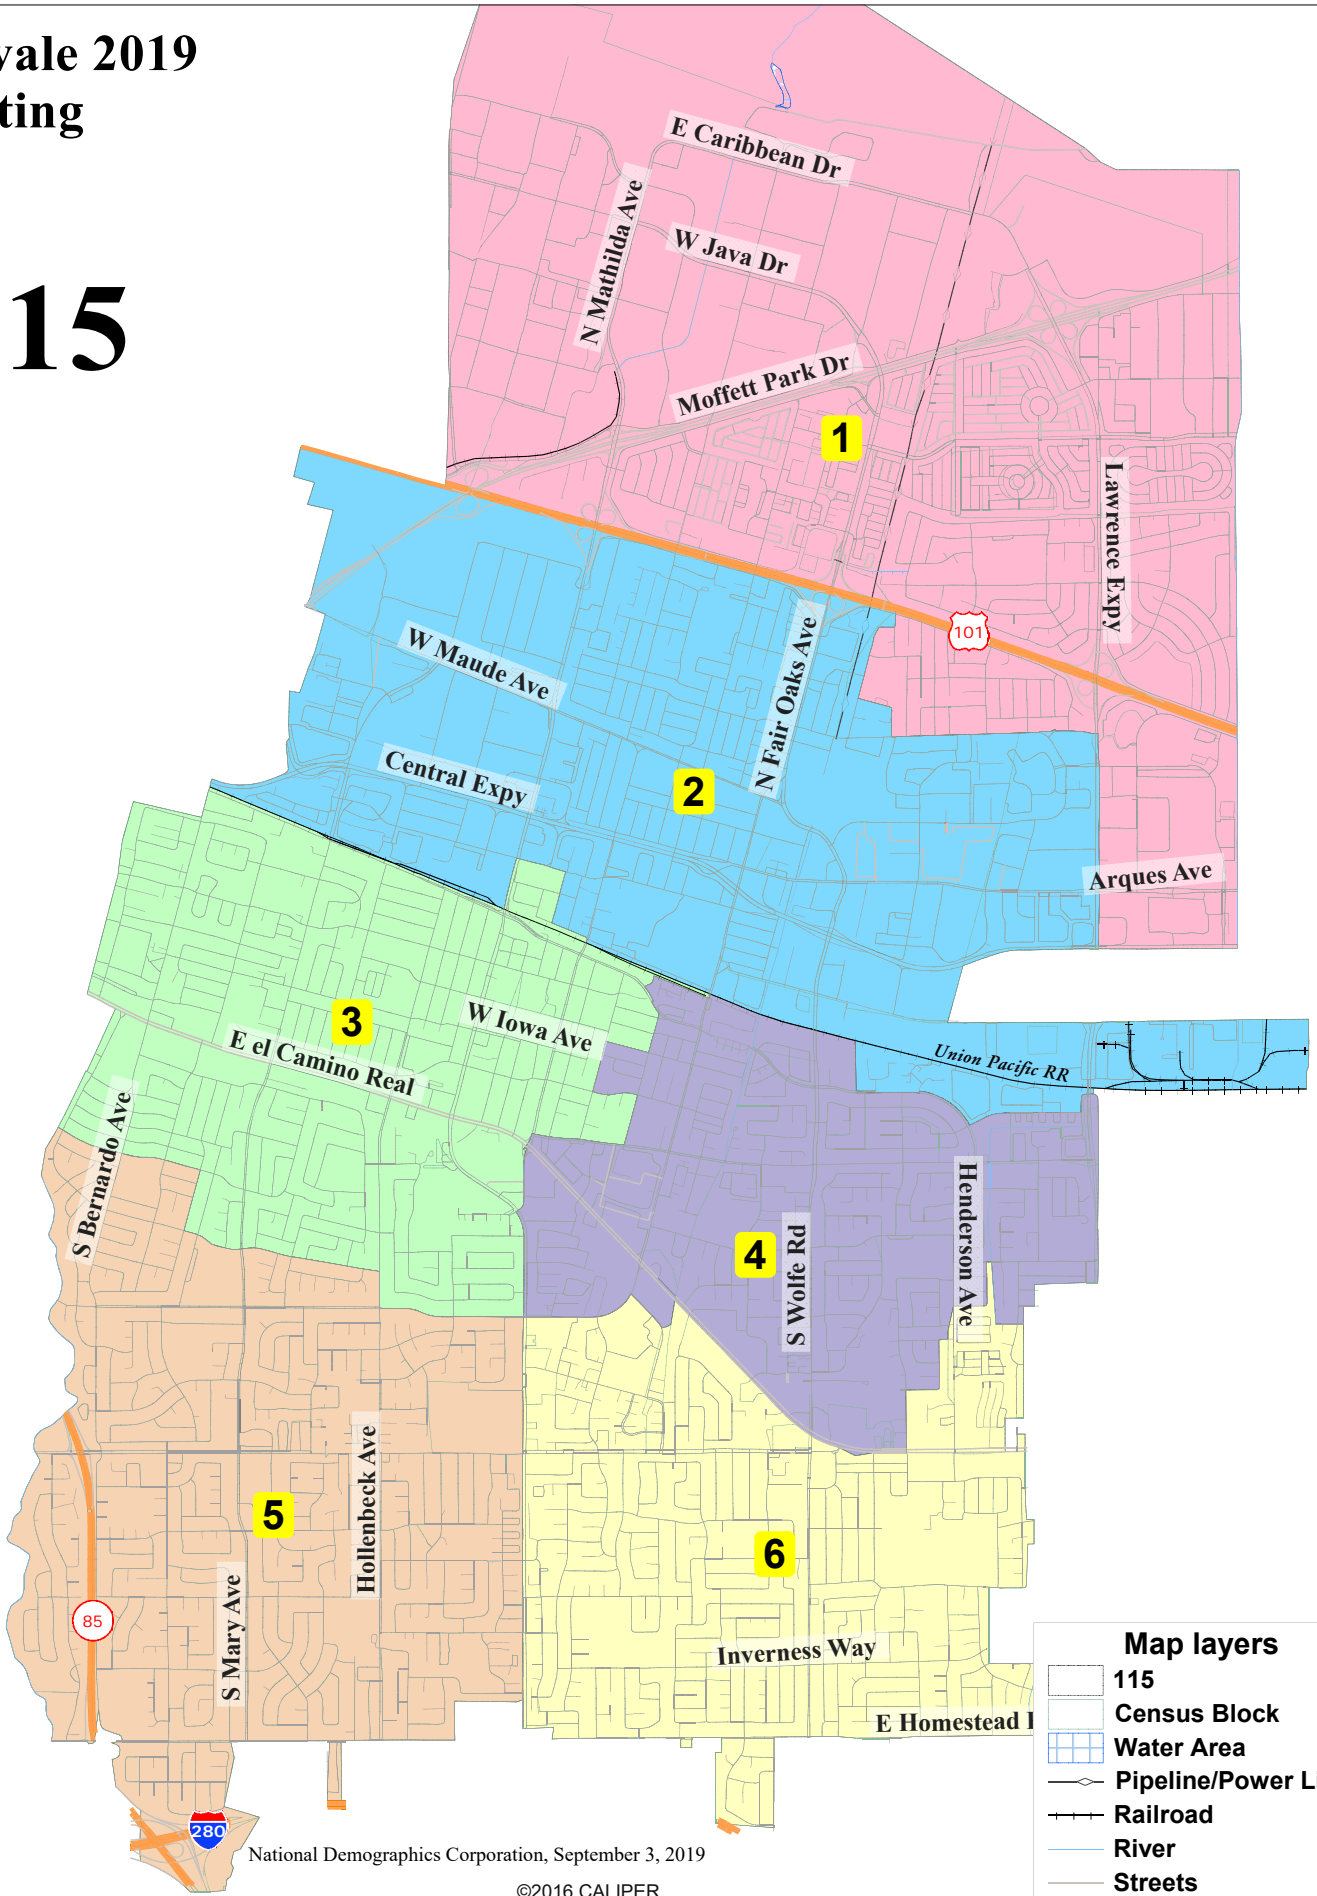 vale 2019
ting
115
E Caribbean Dr
N Mathilda Ave
W Java Dr
Moffett Park Dr
1
Lawrence Expy
101
W Maude Ave
N Fair Oaks Ave
Central Expy
2
Arques Ave
3
W Iowa Ave
E el Camino Real
Union Pacific RR
S Bernardo Ave
Henderson Ave
4
S Wolfe Rd
Hollenbeck Ave
5
6
85
S Mary Ave
Inverness Way
E Homestead
280
Map layers
115
Census Block
Water Area
Pipeline/Power Li
Railroad
River
Streets
National Demographics Corporation, September 3, 2019
©2016 CALIPER